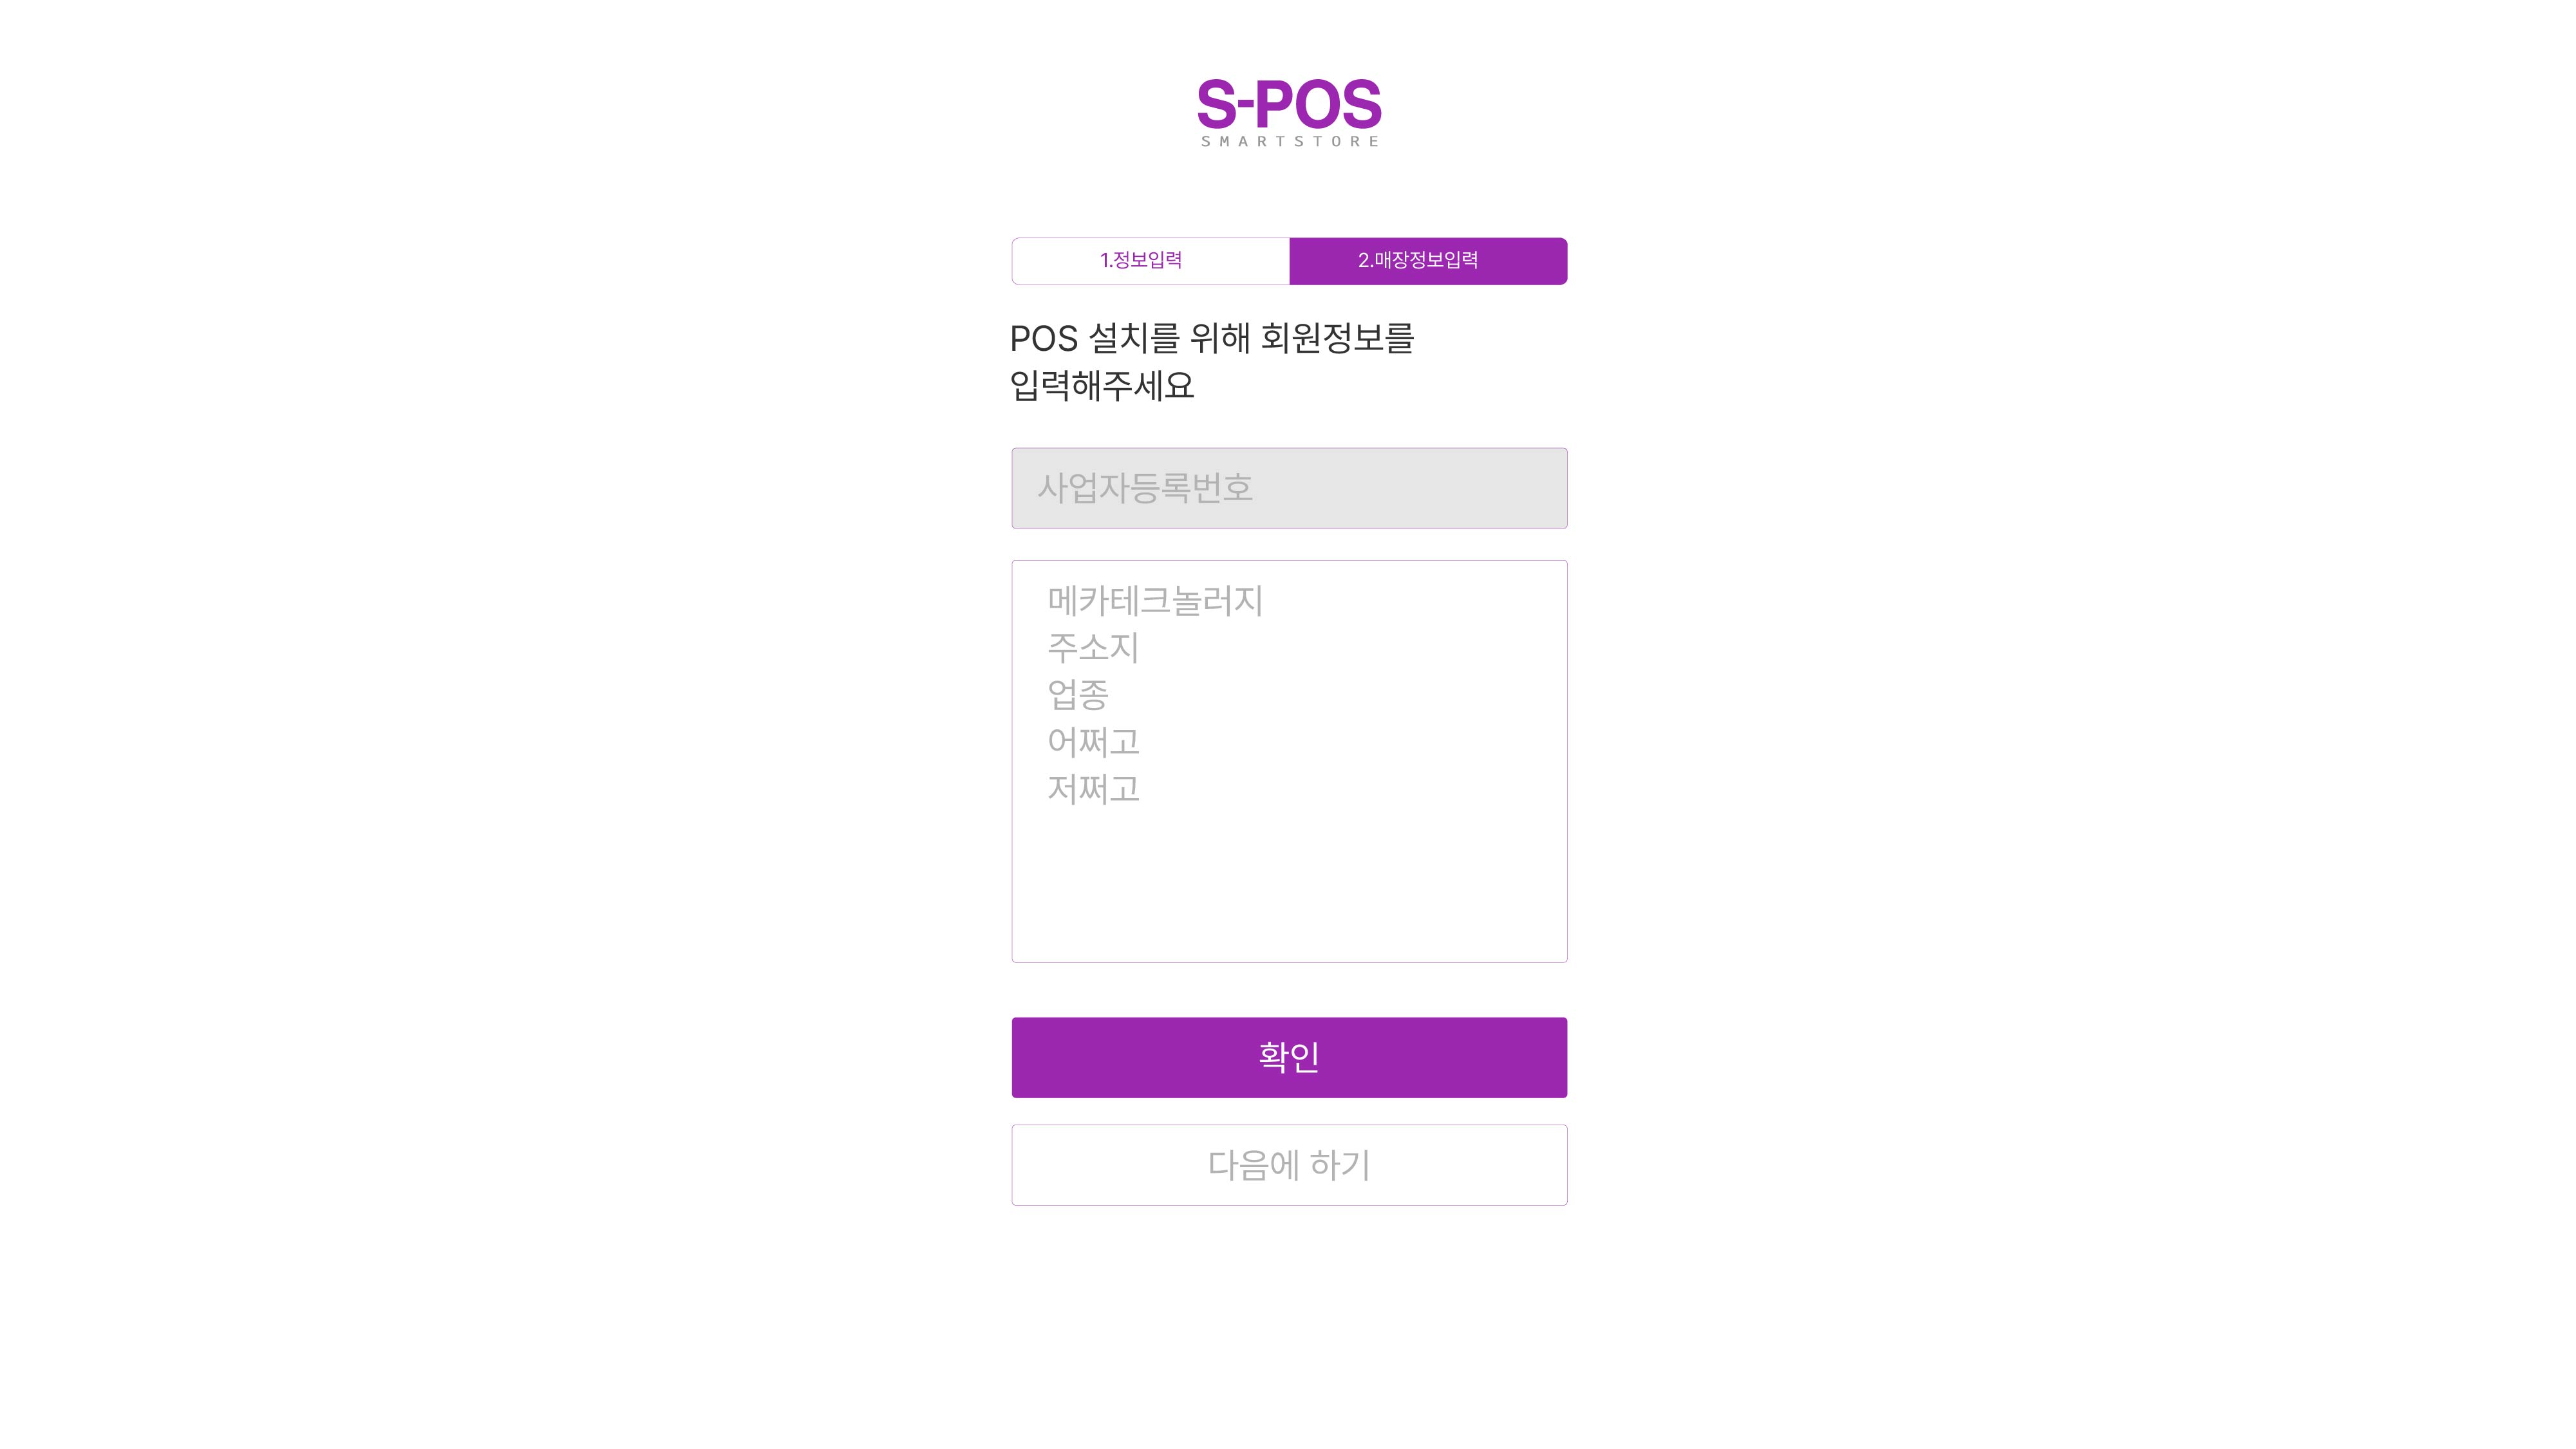 S-POS
SMARTSTORE
1.정보입력
2.매장정보입력
POS 설치를 위해 회원정보를
입력해주세요
사업자등록번호
메카테크놀러지
주소지
업종
어쩌고
저쩌고
확인
다음에 하기